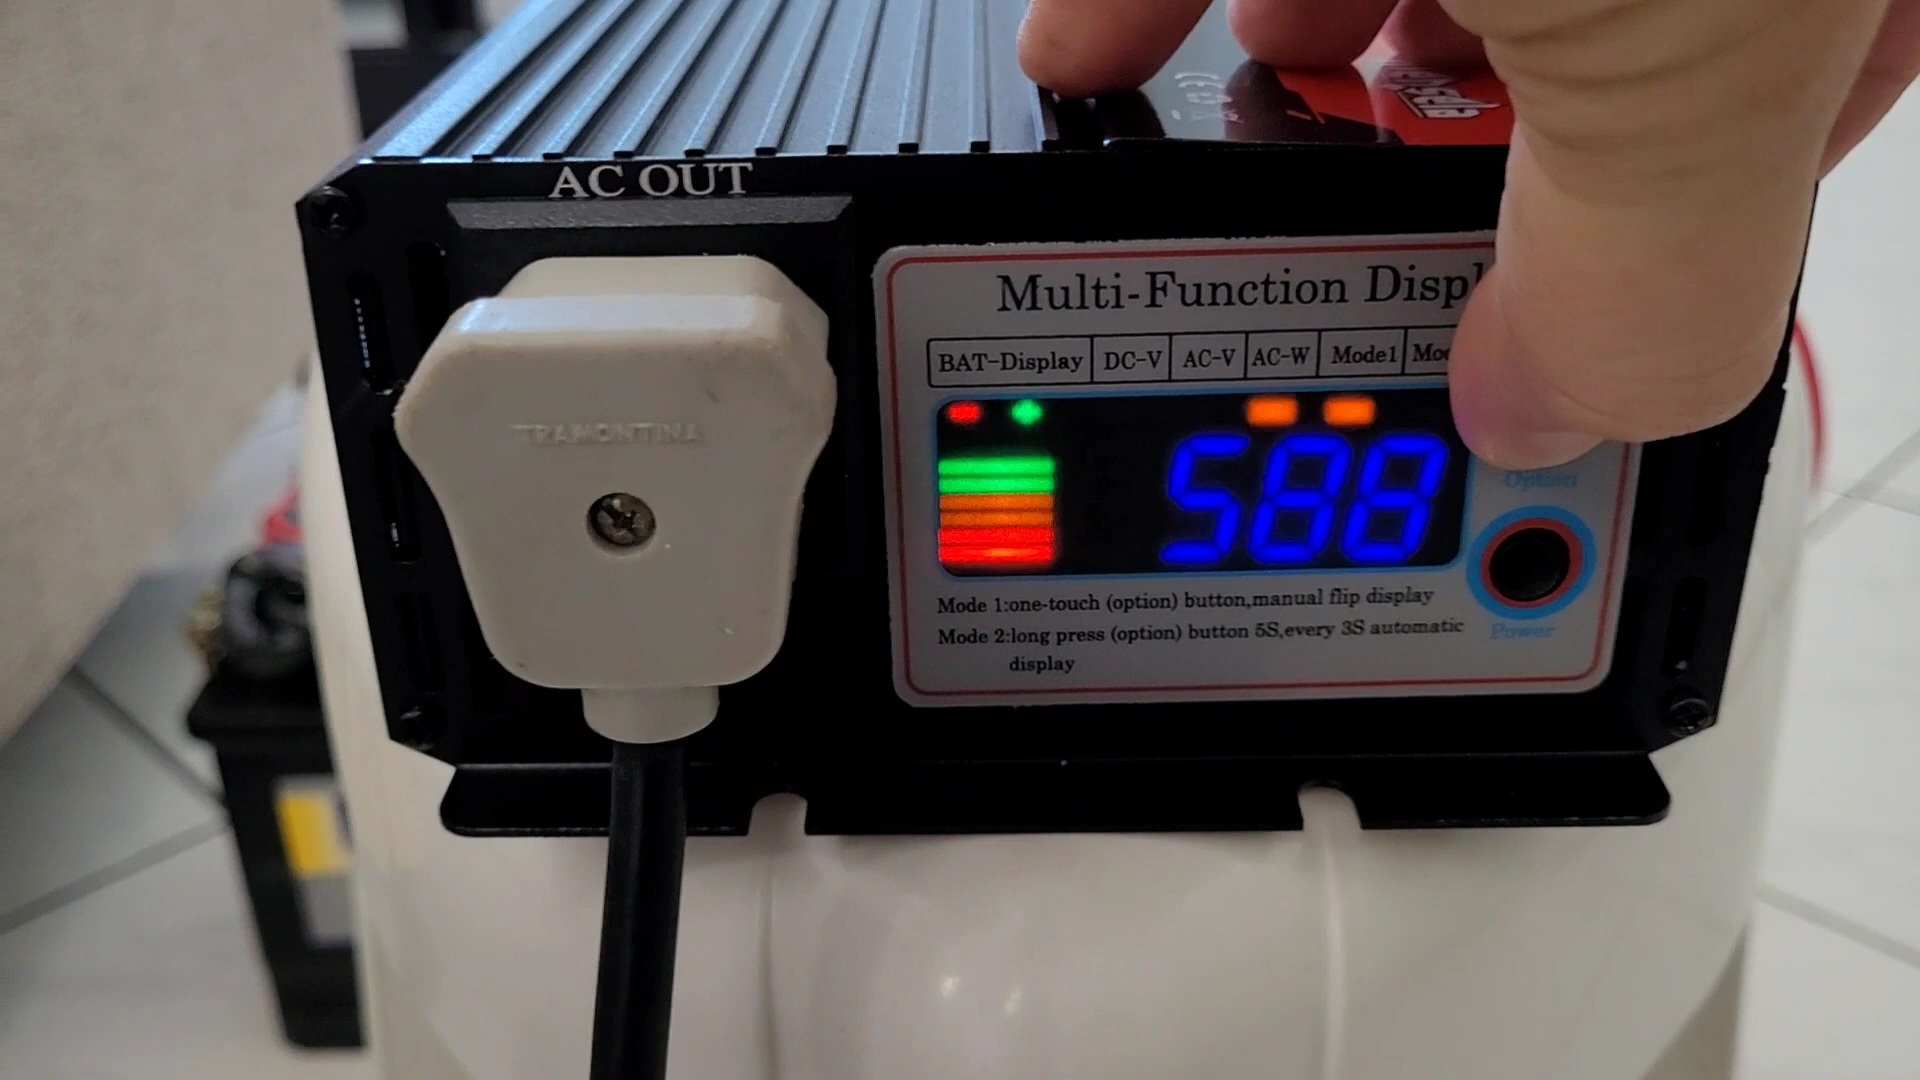 AC OUT
TRAMONTINA
Multi-Function Displ
BAT-Display DC-V AC-V AC-W Mode1 Mod
588
Option
Mode 1:one-touch (option) button,manual flip display
Mode 2:long press (option) button 5S,every 3S automatic
display
Power